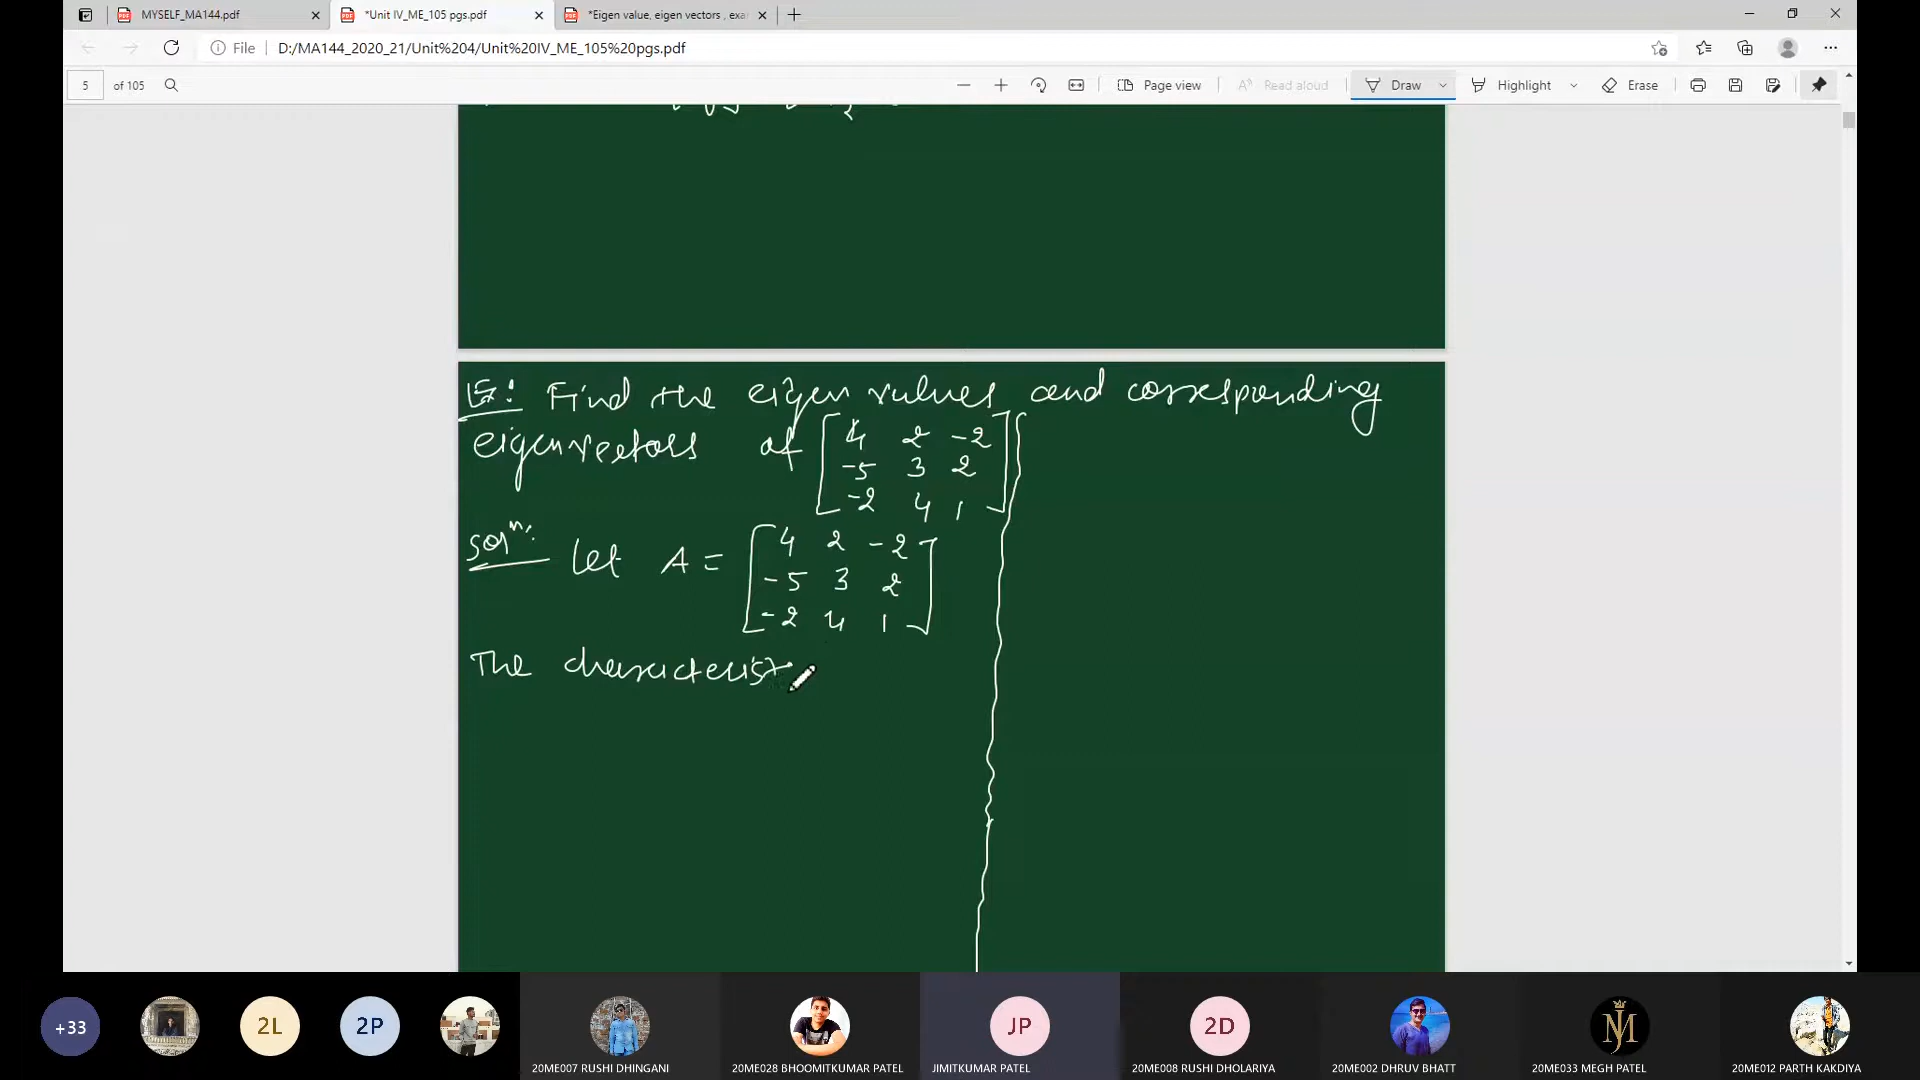 MYSELF_MA144.pdf
*Unit IV_ME_105 pgs.pdf
*Eigen value, eigen vectors , exa
File D:/MA144_2020_21/Unit%204/Unit%20IV_ME_105%20pgs.pdf
5 of 105 Page view Read aloud Draw Highlight Erase
Ex: Find the eigen values and corresponding
eigenvectors of [4 2 -2
-5 3 2
-2 4 1]
Solⁿ: Let A = [4 2 -2
-5 3 2
-2 4 1]
The characterist
+33 2L 2P JP 2D JM
20ME007 RUSHI DHINGANI 20ME028 BHOOMITKUMAR PATEL JIMITKUMAR PATEL 20ME008 RUSHI DHOLARIYA 20ME002 DHRUV BHATT 20ME033 MEGH PATEL 20ME012 PARTH KAKDIYA